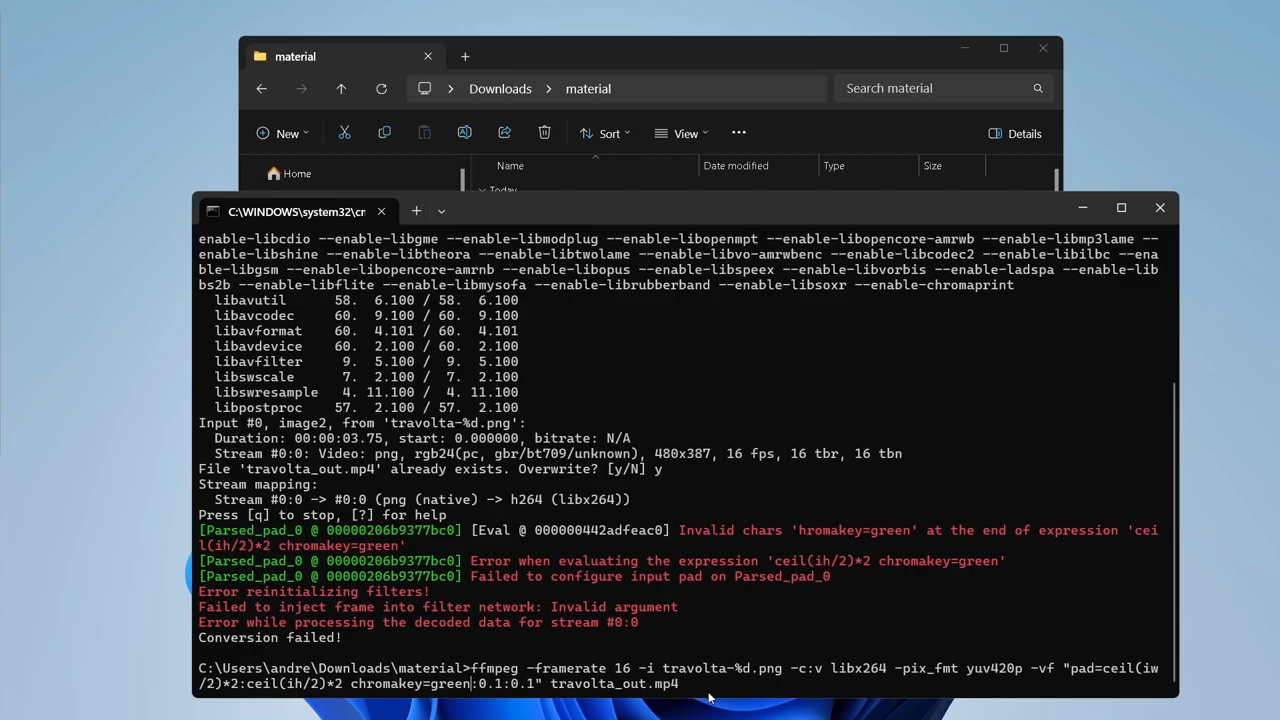 material
Downloads > material
Search material
New
Sort
View
Details
Name
Date modified
Type
Size
Home
Today
C:\WINDOWS\system32\cn
enable-libcdio --enable-libgme --enable-libmodplug --enable-libopenmpt --enable-libopencore-amrwb --enable-libmp3lame --
enable-libshine --enable-libtheora --enable-libtwolame --enable-libvo-amrwbenc --enable-libcodec2 --enable-libilbc --ena
ble-libgsm --enable-libopencore-amrnb --enable-libopus --enable-libspeex --enable-libvorbis --enable-ladspa --enable-lib
bs2b --enable-libflite --enable-libmysofa --enable-librubberband --enable-libsoxr --enable-chromaprint
libavutil 58. 6.100 / 58. 6.100
libavcodec 60. 9.100 / 60. 9.100
libavformat 60. 4.101 / 60. 4.101
libavdevice 60. 2.100 / 60. 2.100
libavfilter 9. 5.100 / 9. 5.100
libswscale 7. 2.100 / 7. 2.100
libswresample 4. 11.100 / 4. 11.100
libpostproc 57. 2.100 / 57. 2.100
Input #0, image2, from 'travolta-%d.png':
Duration: 00:00:03.75, start: 0.000000, bitrate: N/A
Stream #0:0: Video: png, rgb24(pc, gbr/bt709/unknown), 480x387, 16 fps, 16 tbr, 16 tbn
File 'travolta_out.mp4' already exists. Overwrite? [y/N] y
Stream mapping:
Stream #0:0 -> #0:0 (png (native) -> h264 (libx264))
Press [q] to stop, [?] for help
[Parsed_pad_0 @ 00000206b9377bc0] [Eval @ 000000442adfeac0] Invalid chars 'hromakey=green' at the end of expression 'cei
l(ih/2)*2 chromakey=green'
[Parsed_pad_0 @ 00000206b9377bc0] Error when evaluating the expression 'ceil(ih/2)*2 chromakey=green'
[Parsed_pad_0 @ 00000206b9377bc0] Failed to configure input pad on Parsed_pad_0
Error reinitializing filters!
Failed to inject frame into filter network: Invalid argument
Error while processing the decoded data for stream #0:0
Conversion failed!
C:\Users\andre\Downloads\material>ffmpeg -framerate 16 -i travolta-%d.png -c:v libx264 -pix_fmt yuv420p -vf "pad=ceil(iw
/2)*2:ceil(ih/2)*2 chromakey=green:0.1:0.1" travolta_out.mp4